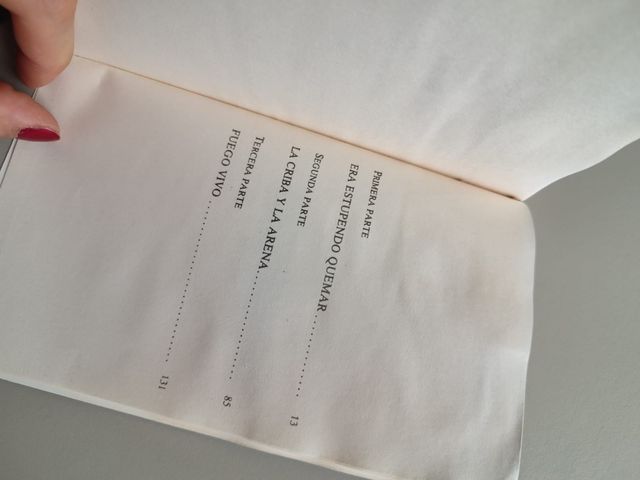 PRIMERA PARTE
ERA ESTUPENDO QUEMAR .......... 13
SEGUNDA PARTE
LA CRIBA Y LA ARENA .............. 85
TERCERA PARTE
FUEGO VIVO ...................... 131